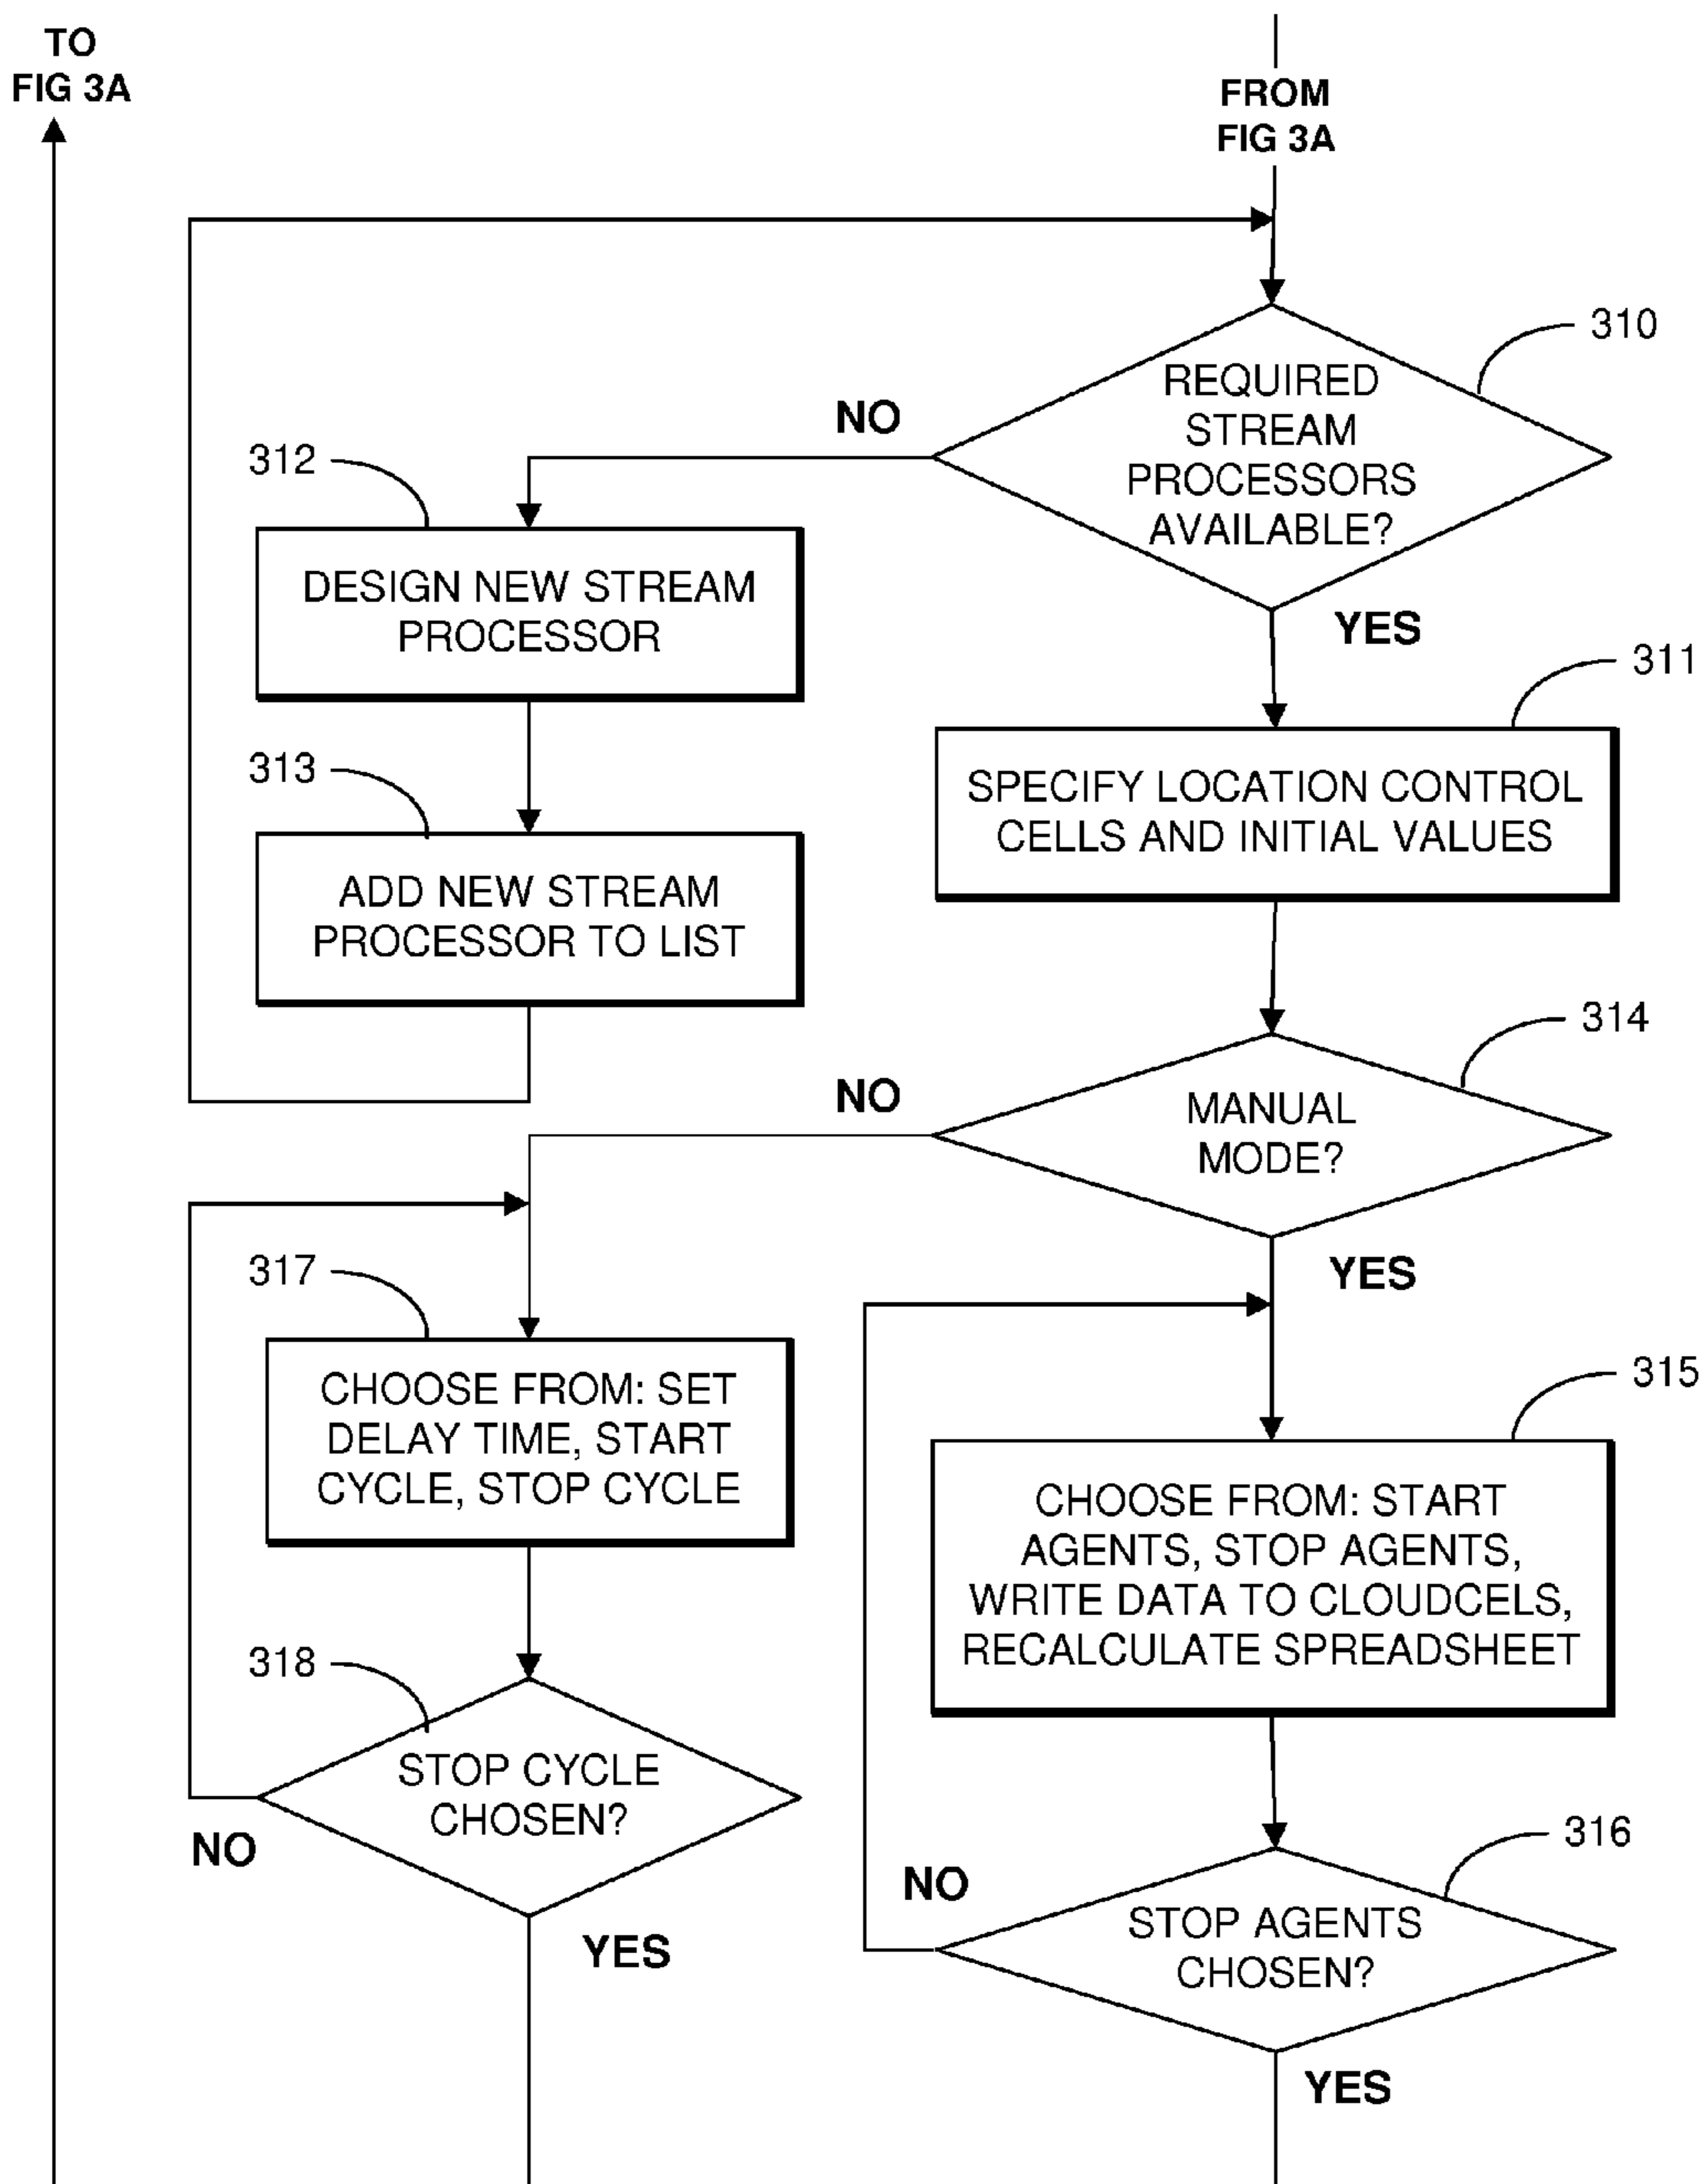 TO
FIG 3A
FROM
FIG 3A
310
REQUIRED
STREAM
PROCESSORS
AVAILABLE?
NO
YES
312
DESIGN NEW STREAM
PROCESSOR
311
SPECIFY LOCATION CONTROL
CELLS AND INITIAL VALUES
313
ADD NEW STREAM
PROCESSOR TO LIST
314
MANUAL
MODE?
NO
YES
317
CHOOSE FROM: SET
DELAY TIME, START
CYCLE, STOP CYCLE
315
CHOOSE FROM: START
AGENTS, STOP AGENTS,
WRITE DATA TO CLOUDCELS,
RECALCULATE SPREADSHEET
318
STOP CYCLE
CHOSEN?
NO
YES
316
STOP AGENTS
CHOSEN?
NO
YES